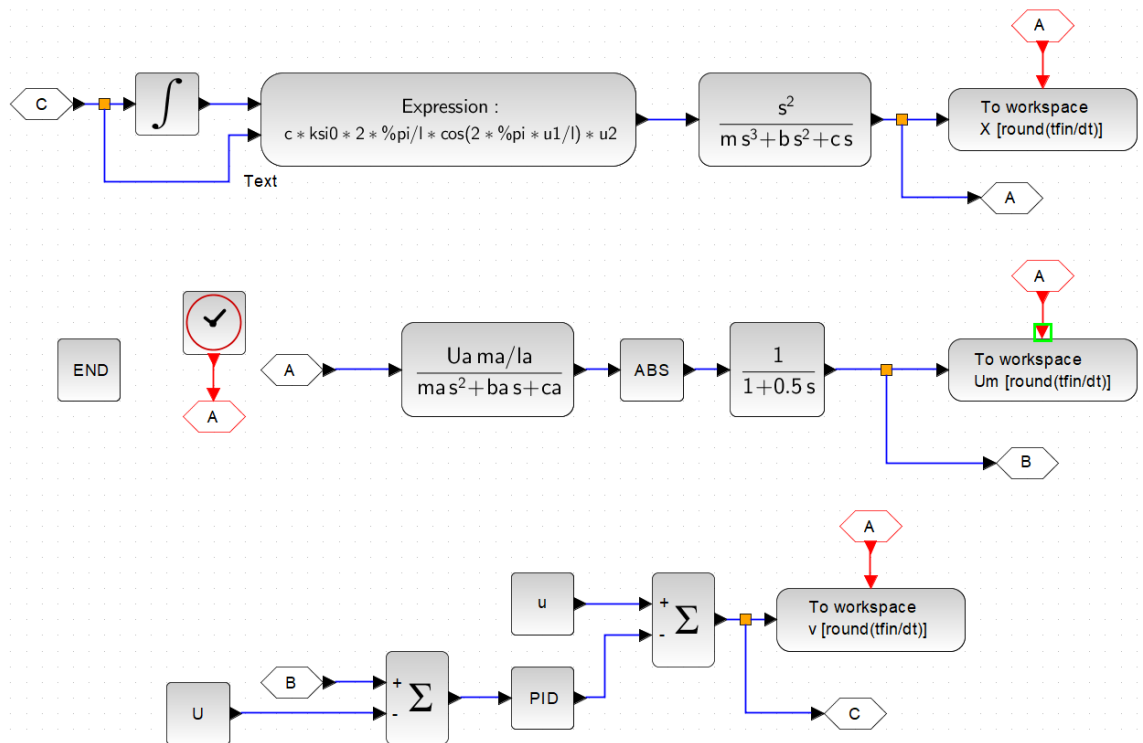 A
C
∫
Expression :
c * ksi0 * 2 * %pi/l * cos(2 * %pi * u1/l) * u2
s²
m s³+b s²+c s
To workspace
X [round(tfin/dt)]
Text
A
A
END
A
A
Ua ma/la
ma s²+ba s+ca
ABS
1
1+0.5 s
To workspace
Um [round(tfin/dt)]
B
A
u
+
-
Σ
To workspace
v [round(tfin/dt)]
B
U
+
-
Σ
PID
C